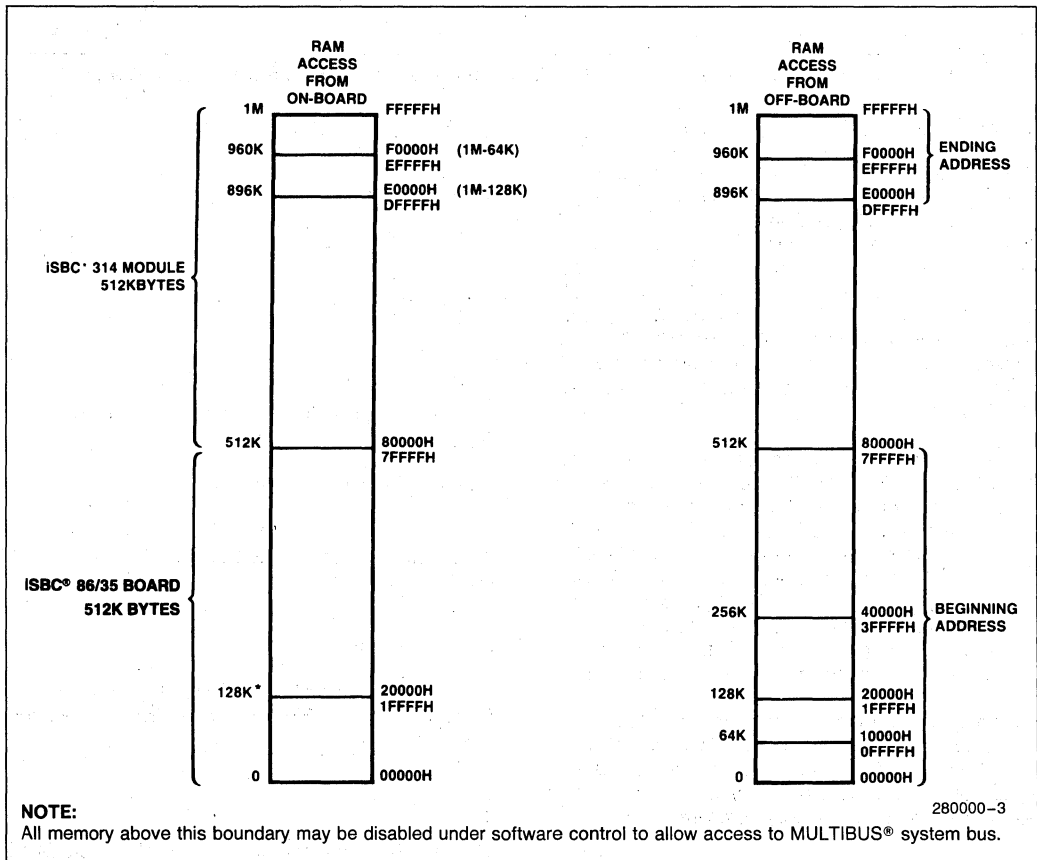 RAM
ACCESS
FROM
ON-BOARD
1M FFFFFH
960K F0000H (1M-64K)
EFFFFH
896K E0000H (1M-128K)
DFFFFH
iSBC* 314 MODULE
512KBYTES
512K 80000H
7FFFFH
iSBC® 86/35 BOARD
512K BYTES
128K* 20000H
1FFFFH
0 00000H
RAM
ACCESS
FROM
OFF-BOARD
1M FFFFFH
960K F0000H
EFFFFH
896K E0000H
DFFFFH
ENDING
ADDRESS
512K 80000H
7FFFFH
256K 40000H
3FFFFH
BEGINNING
ADDRESS
128K 20000H
1FFFFH
64K 10000H
0FFFFH
0 00000H
280000-3
NOTE:
All memory above this boundary may be disabled under software control to allow access to MULTIBUS® system bus.